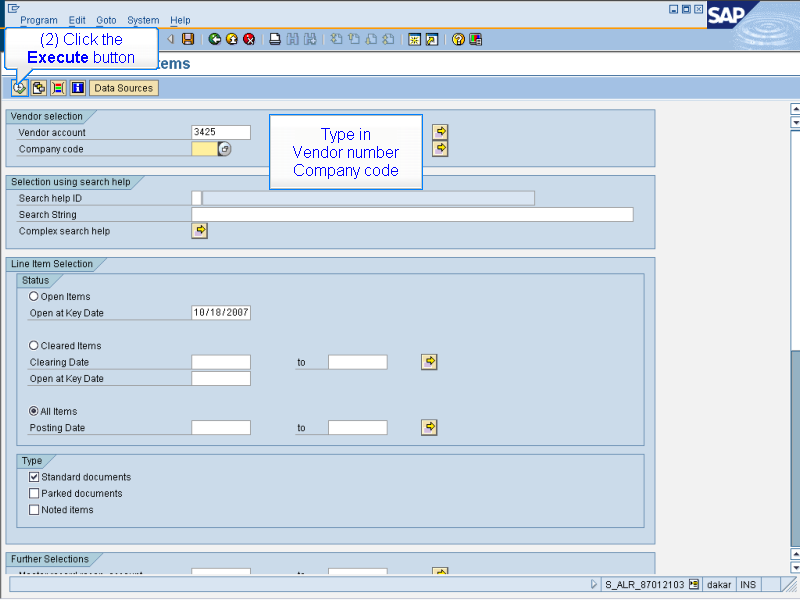 Program Edit Goto System Help
SAP
(2) Click the
Execute button
ems
Data Sources
Vendor selection
Vendor account 3425
Company code
Type in
Vendor number
Company code
Selection using search help
Search help ID
Search String
Complex search help
Line Item Selection
Status
Open Items
Open at Key Date 10/18/2007
Cleared Items
Clearing Date to
Open at Key Date
All Items
Posting Date to
Type
Standard documents
Parked documents
Noted items
Further Selections
S_ALR_87012103 dakar INS